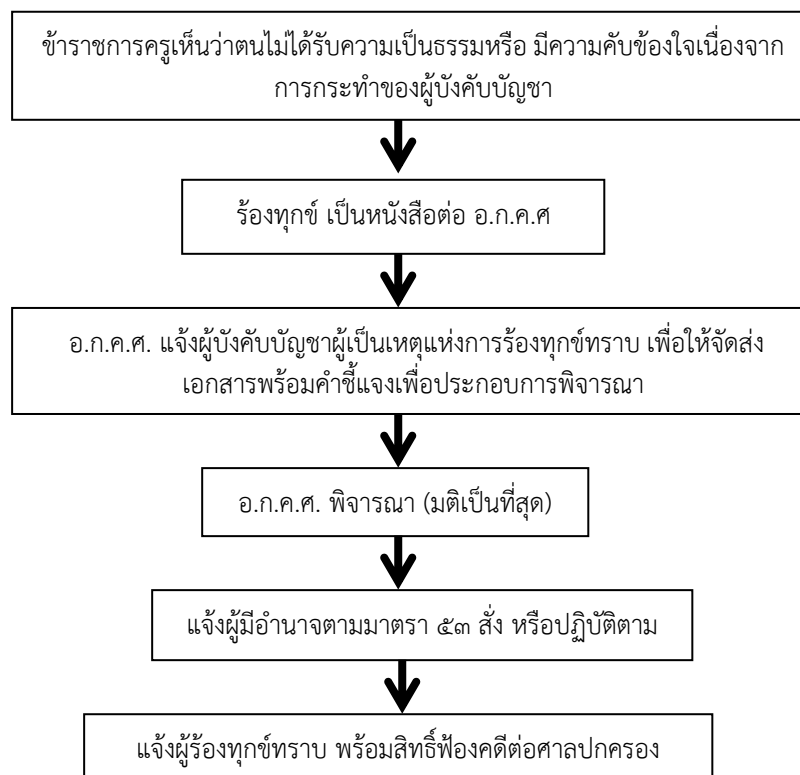 ข้าราชการครูเห็นว่าตนไม่ได้รับความเป็นธรรมหรือ มีความคับข้องใจเนื่องจาก
การกระทำของผู้บังคับบัญชา
ร้องทุกข์ เป็นหนังสือต่อ อ.ก.ค.ศ
อ.ก.ค.ศ. แจ้งผู้บังคับบัญชาผู้เป็นเหตุแห่งการร้องทุกข์ทราบ เพื่อให้จัดส่ง
เอกสารพร้อมคำชี้แจงเพื่อประกอบการพิจารณา
อ.ก.ค.ศ. พิจารณา (มติเป็นที่สุด)
แจ้งผู้มีอำนาจตามมาตรา ๕๓ สั่ง หรือปฏิบัติตาม
แจ้งผู้ร้องทุกข์ทราบ พร้อมสิทธิ์ฟ้องคดีต่อศาลปกครอง